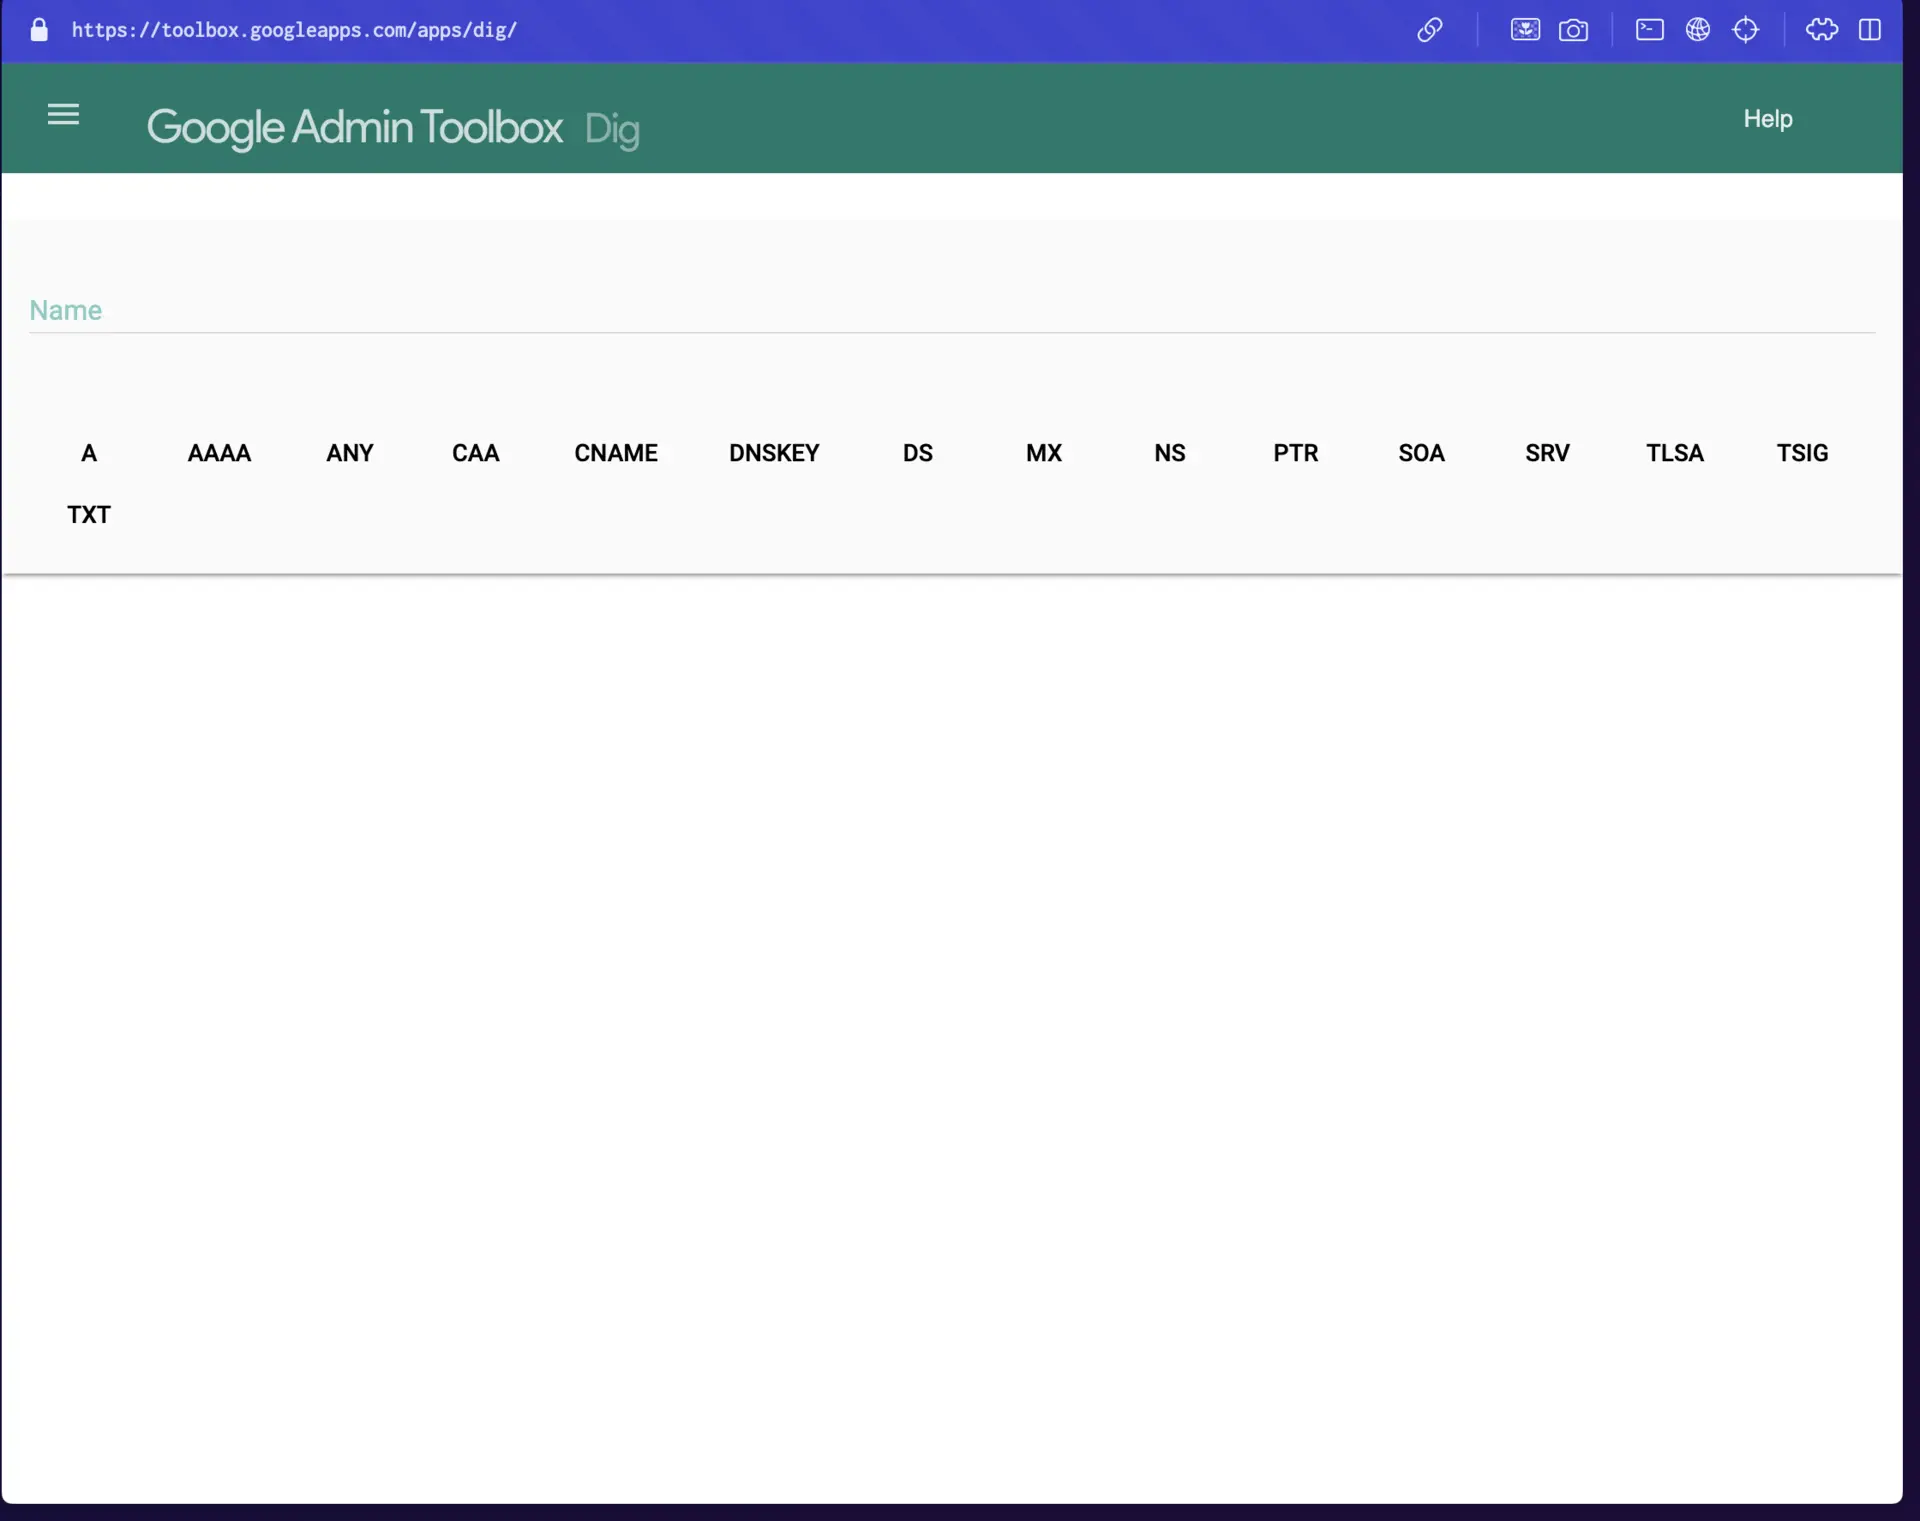 https://toolbox.googleapps.com/apps/dig/
Google Admin Toolbox Dig
Help
Name
A AAAA ANY CAA CNAME DNSKEY DS MX NS PTR SOA SRV TLSA TSIG
TXT